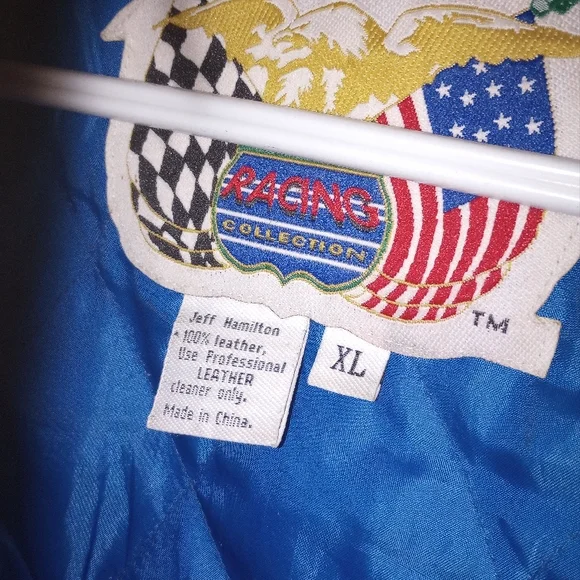 RACING
COLLECTION
TM
Jeff Hamilton
100% leather,
Use Professional
LEATHER
cleaner only.
Made in China.
XL